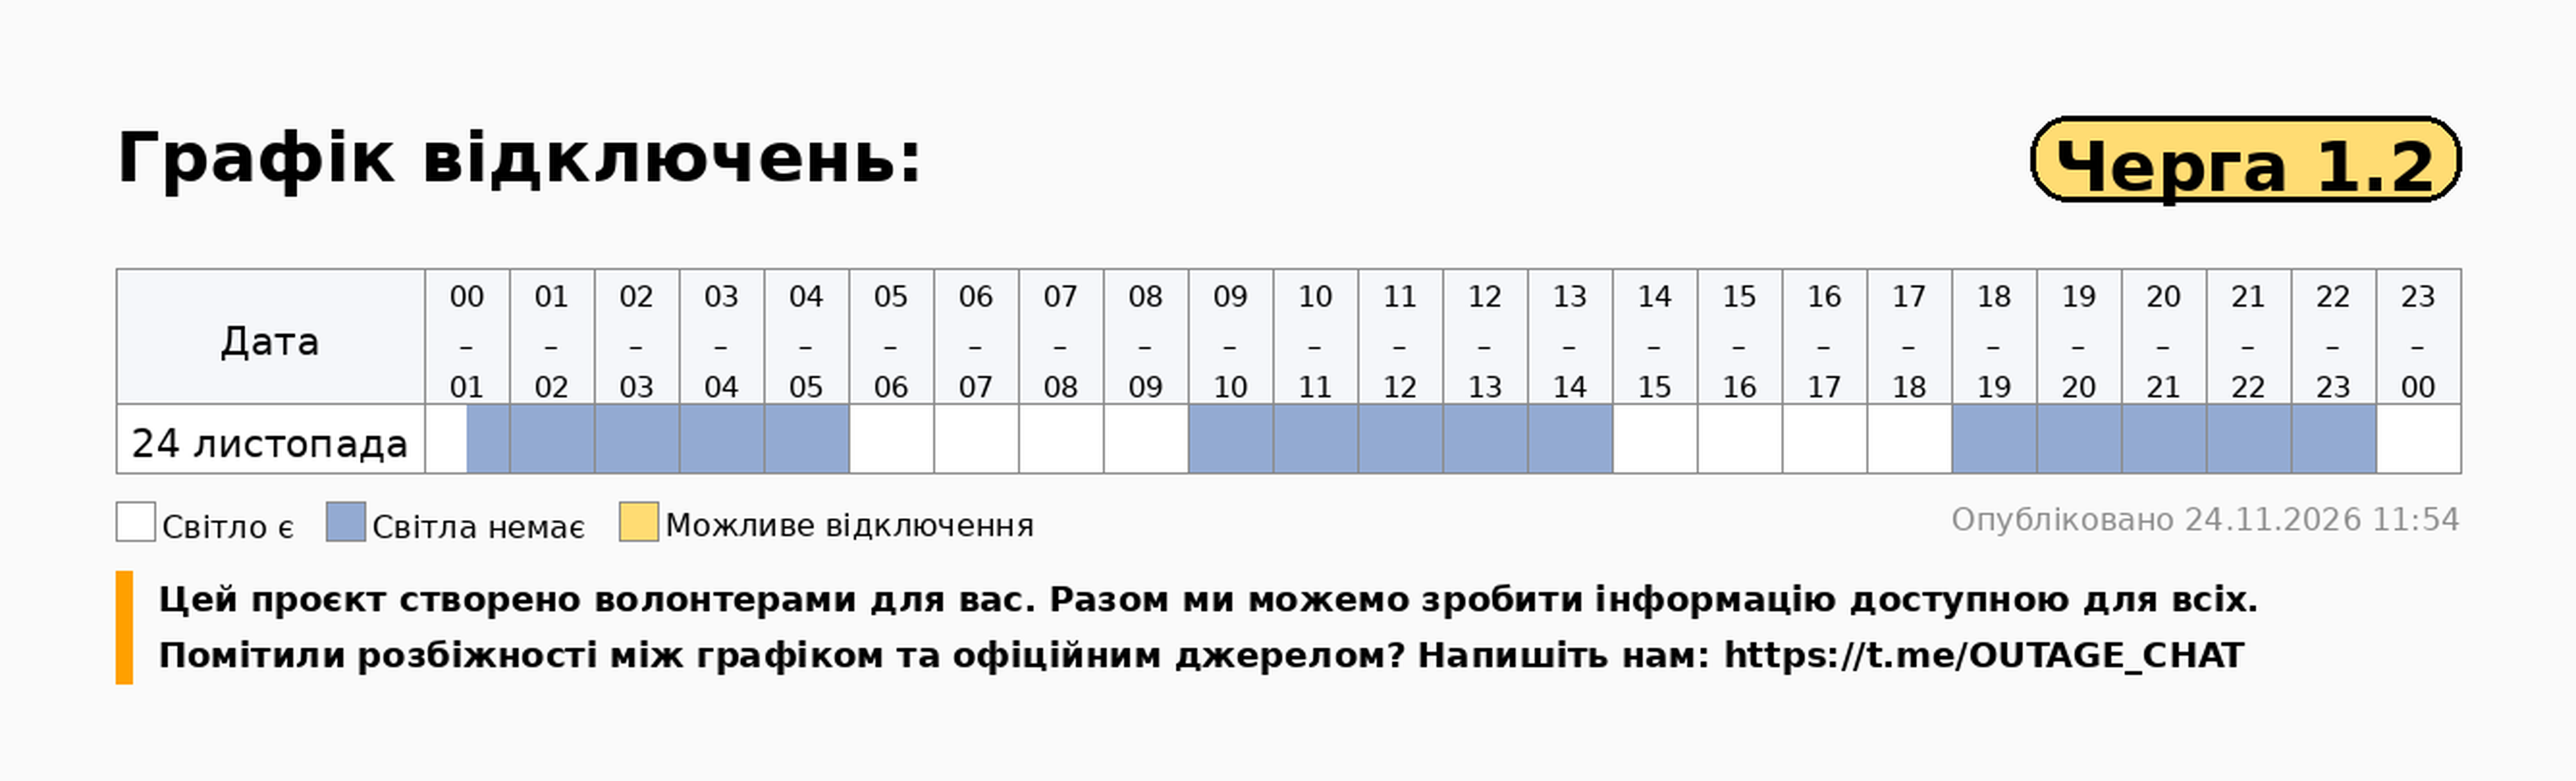 Графік відключень:
Черга 1.2
Дата
00 – 01
01 – 02
02 – 03
03 – 04
04 – 05
05 – 06
06 – 07
07 – 08
08 – 09
09 – 10
10 – 11
11 – 12
12 – 13
13 – 14
14 – 15
15 – 16
16 – 17
17 – 18
18 – 19
19 – 20
20 – 21
21 – 22
22 – 23
23 – 00
24 листопада
Світло є
Світла немає
Можливе відключення
Опубліковано 24.11.2026 11:54
Цей проєкт створено волонтерами для вас. Разом ми можемо зробити інформацію доступною для всіх.
Помітили розбіжності між графіком та офіційним джерелом? Напишіть нам: https://t.me/OUTAGE_CHAT